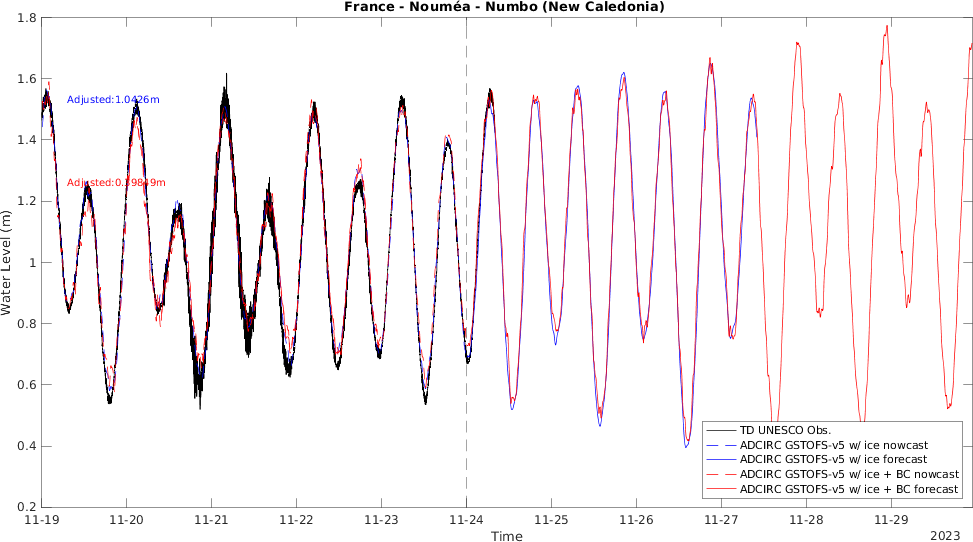 France - Nouméa - Numbo (New Caledonia)
1.8
1.6
1.4
1.2
1
0.8
0.6
0.4
0.2
Water Level (m)
Adjusted:1.0426m
TD UNESCO Obs.
ADCIRC GSTOFS-v5 w/ ice nowcast
ADCIRC GSTOFS-v5 w/ ice forecast
ADCIRC GSTOFS-v5 w/ ice + BC nowcast
ADCIRC GSTOFS-v5 w/ ice + BC forecast
11-19 11-20 11-21 11-22 11-23 11-24 11-25 11-26 11-27 11-28 11-29
Time
2023